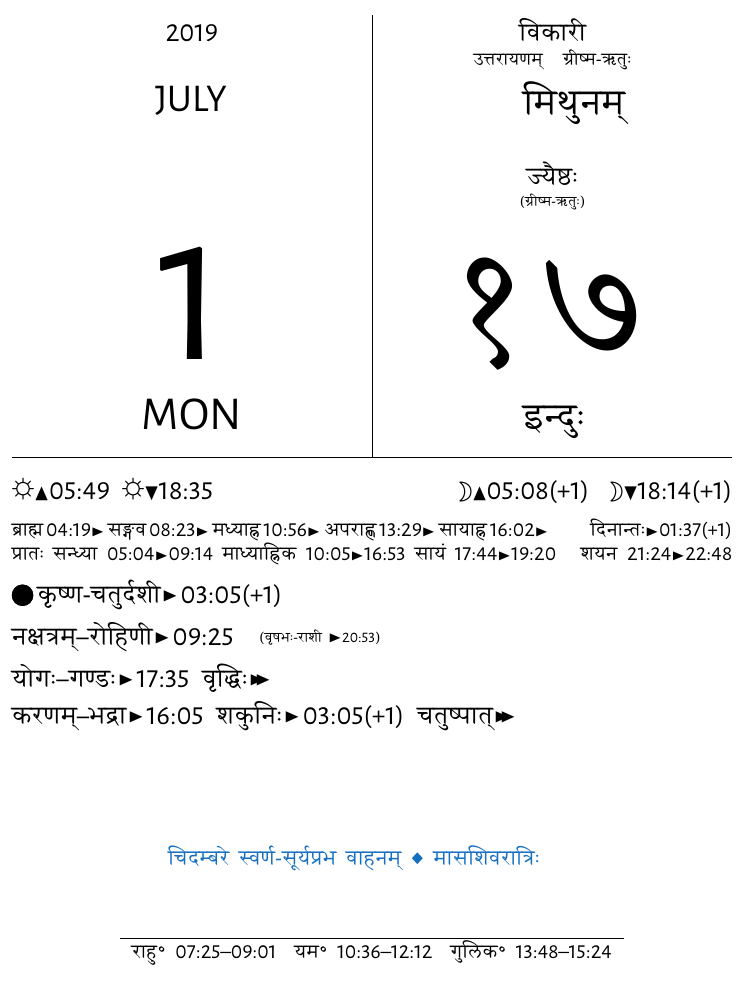 2019
JULY
1
MON
विकारी
उत्तरायणम् ग्रीष्म-ऋतुः
मिथुनम्
ज्यैष्ठः
(ग्रीष्म-ऋतुः)
१७
इन्दुः
☼▲05:49 ☼▼18:35 ☽▲05:08(+1) ☽▼18:14(+1)
ब्राह्म 04:19► सङ्गव 08:23► मध्याह्न 10:56► अपराह्ण 13:29► सायाह्न 16:02► दिनान्तः►01:37(+1)
प्रातः सन्ध्या 05:04►09:14 माध्याह्निक 10:05►16:53 सायं 17:44►19:20 शयन 21:24►22:48
●कृष्ण-चतुर्दशी►03:05(+1)
नक्षत्रम्–रोहिणी►09:25 (वृषभः-राशी ►20:53)
योगः–गण्डः►17:35 वृद्धिः►►
करणम्–भद्रा►16:05 शकुनिः►03:05(+1) चतुष्पात्►►
चिदम्बरे स्वर्ण-सूर्यप्रभ वाहनम् ◆ मासशिवरात्रिः
राहु° 07:25–09:01 यम° 10:36–12:12 गुलिक° 13:48–15:24